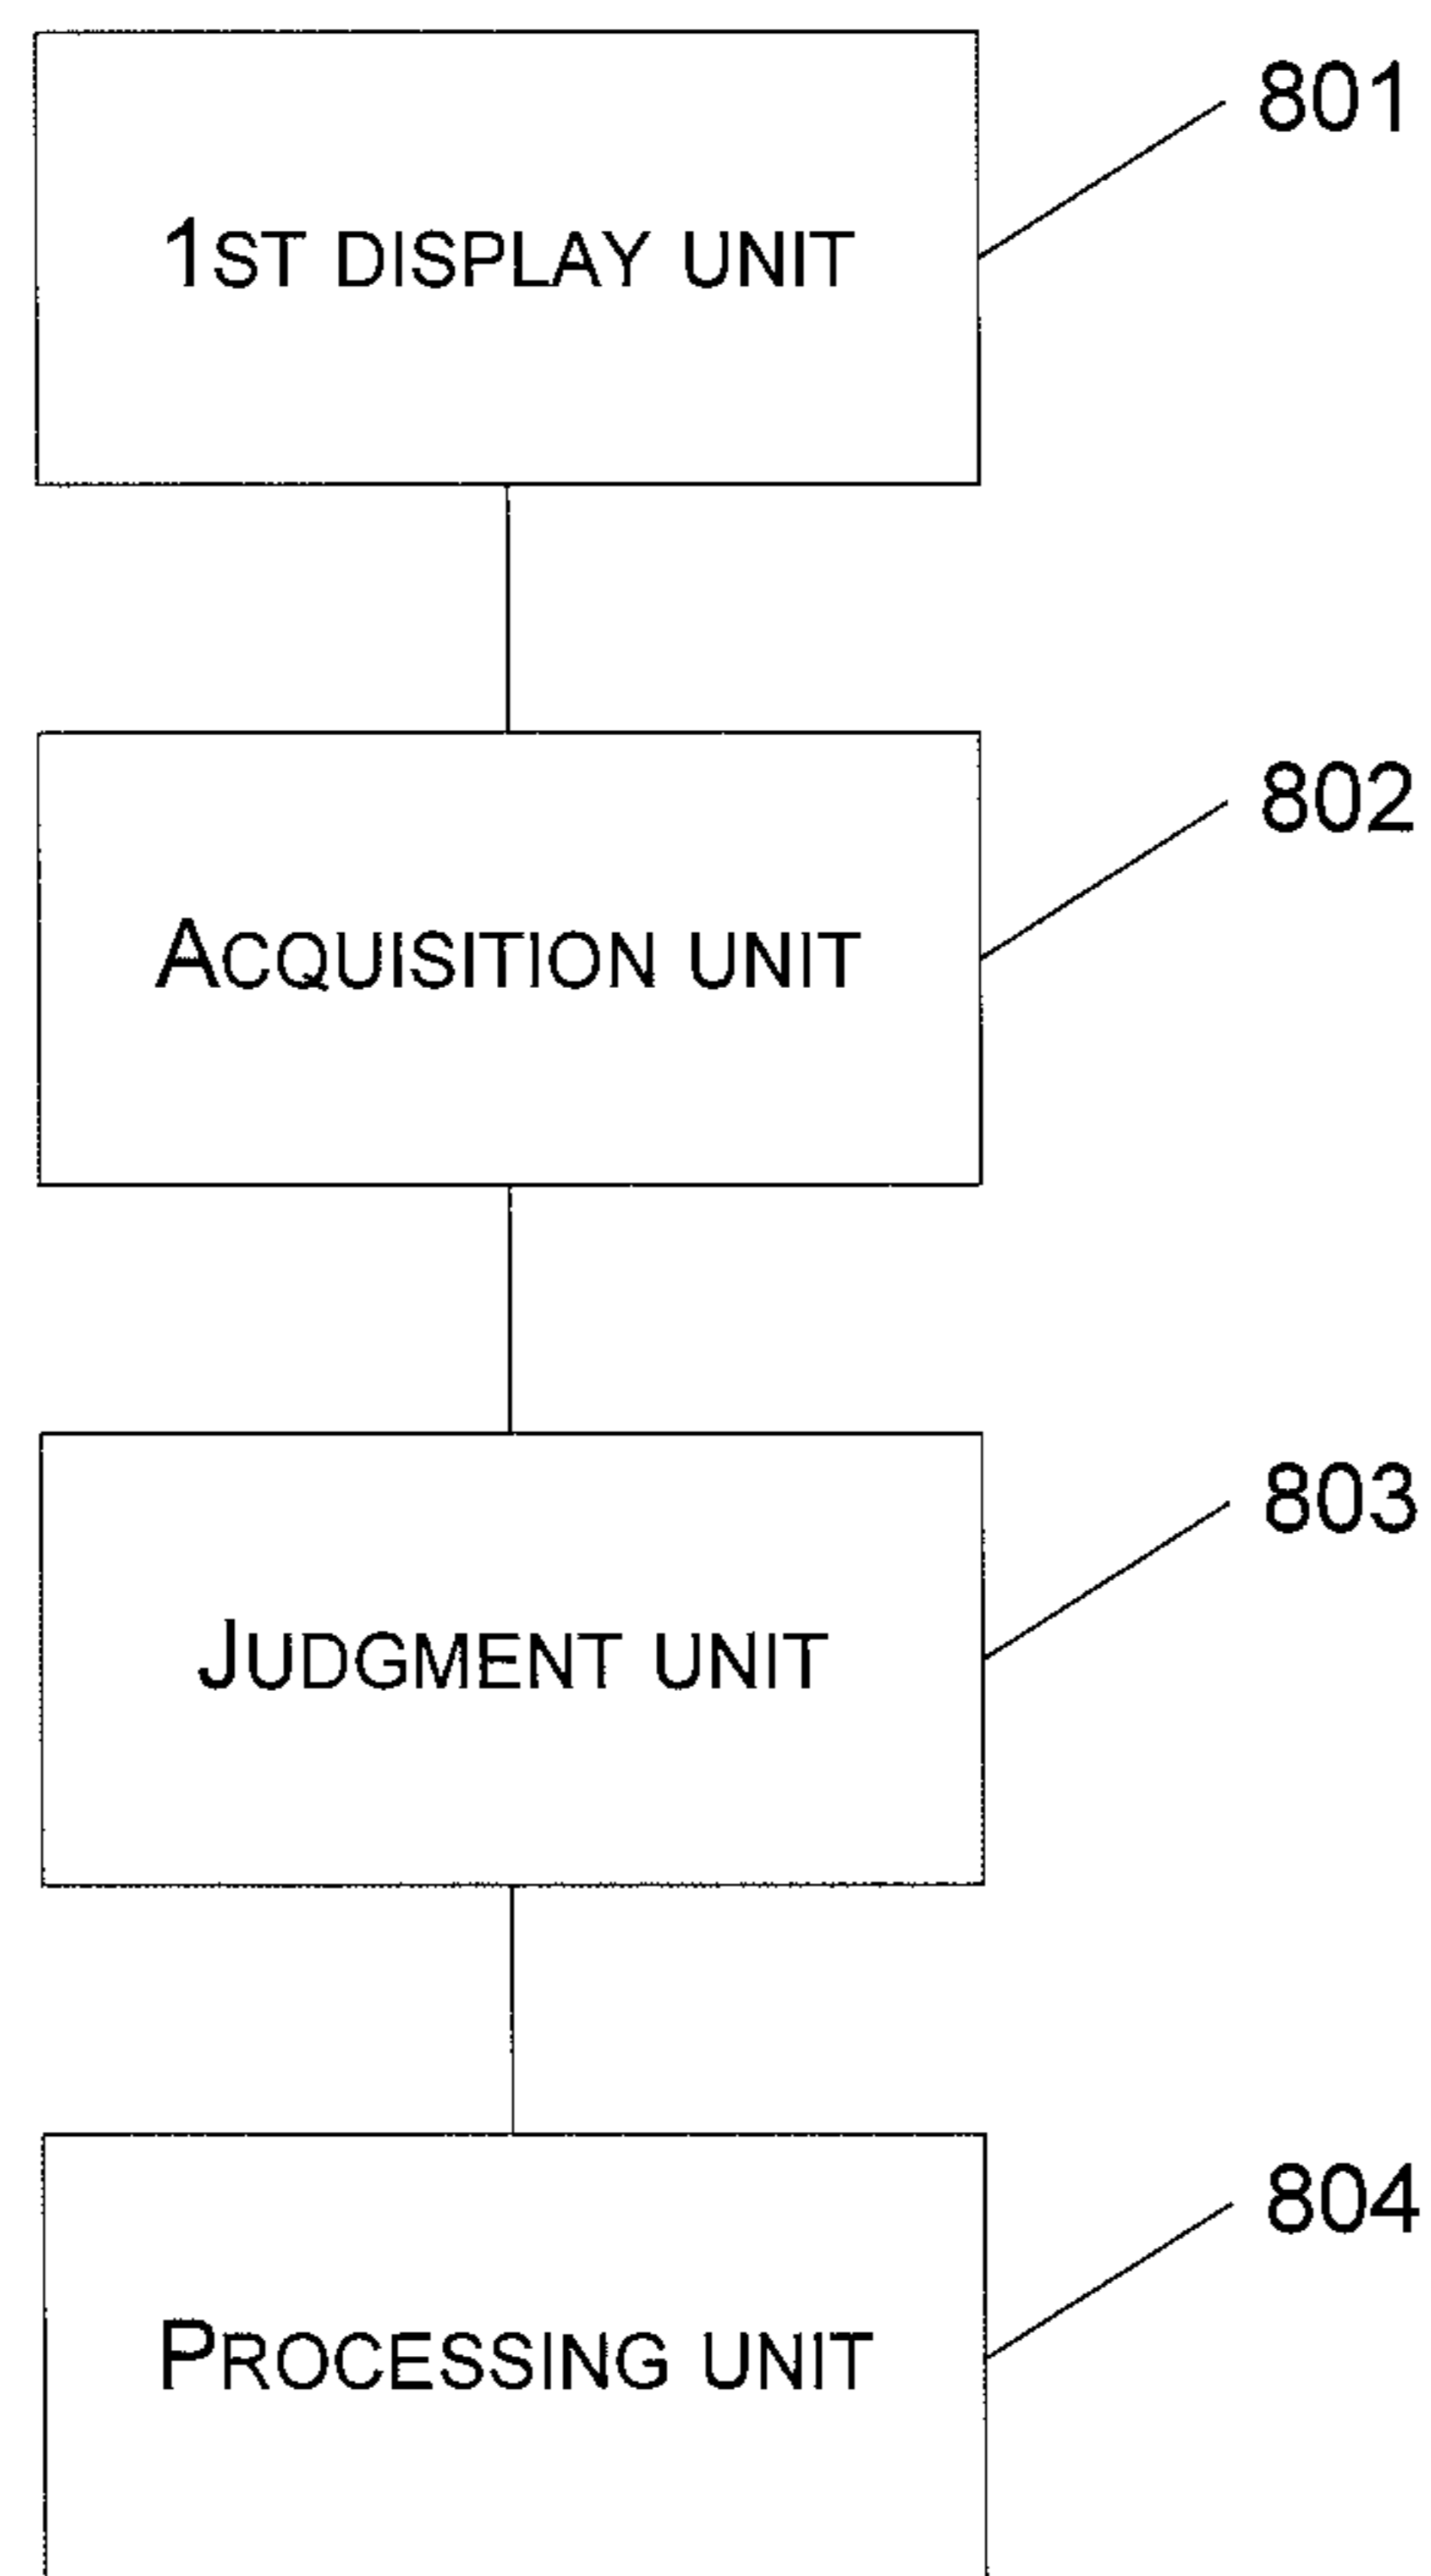 801
1ST DISPLAY UNIT
802
ACQUISITION UNIT
803
JUDGMENT UNIT
804
PROCESSING UNIT